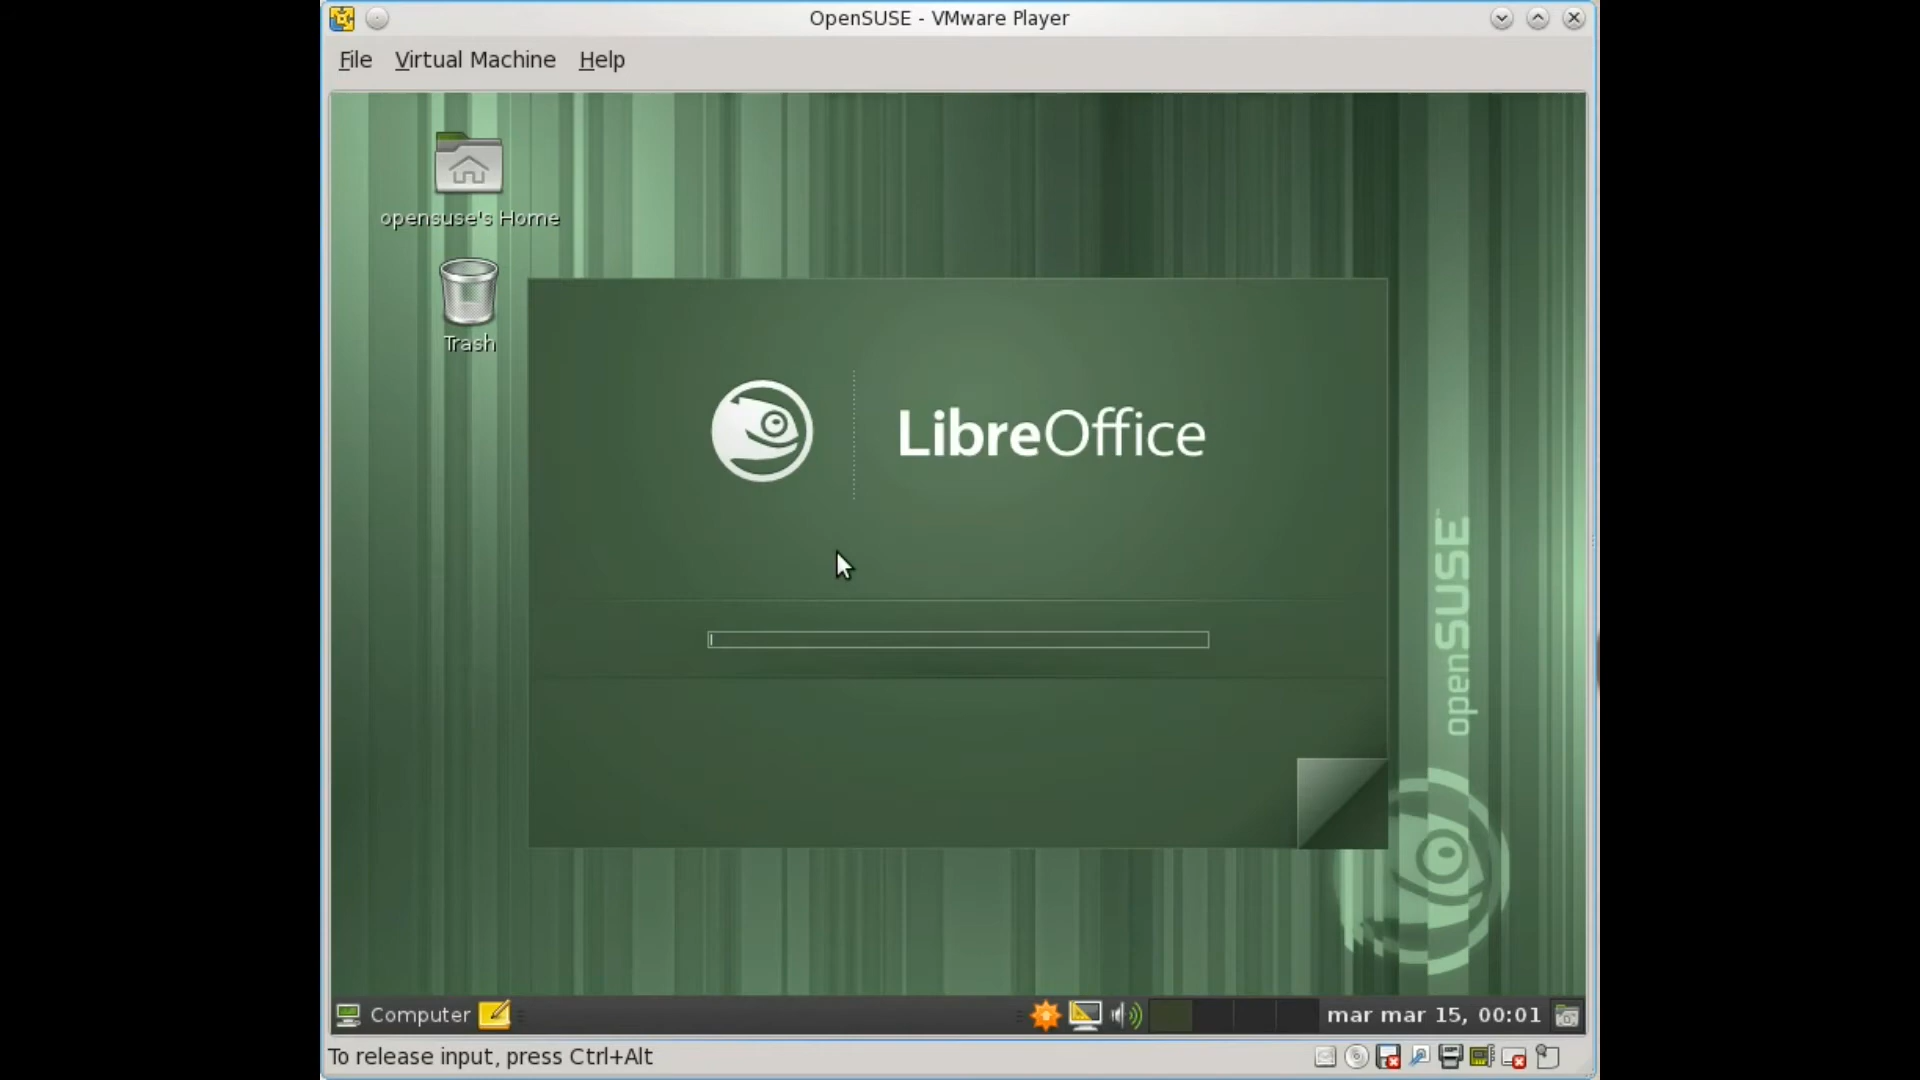 OpenSUSE - VMware Player
File Virtual Machine Help
opensuse's Home
Trash
LibreOffice
openSUSE™
Computer
mar mar 15, 00:01
To release input, press Ctrl+Alt